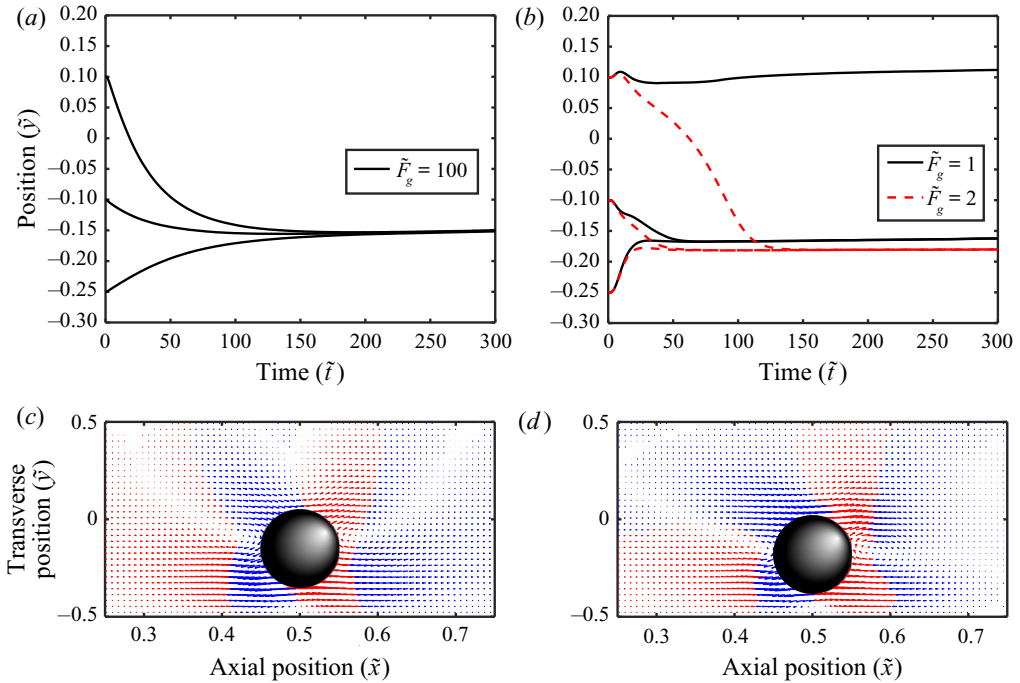 (a)
0.20
0.15
0.10
0.05
0
–0.05
–0.10
–0.15
–0.20
–0.25
–0.30
Position (ỹ)
F̃g = 100
0 50 100 150 200 250 300
Time (t̃)
(b)
0.20
0.15
0.10
0.05
0
–0.05
–0.10
–0.15
–0.20
–0.25
–0.30
F̃g = 1
F̃g = 2
0 50 100 150 200 250 300
Time (t̃)
(c)
0.5
0
–0.5
Transverse
position (ỹ)
0.3 0.4 0.5 0.6 0.7
Axial position (x̃)
(d)
0.5
0
–0.5
0.3 0.4 0.5 0.6 0.7
Axial position (x̃)